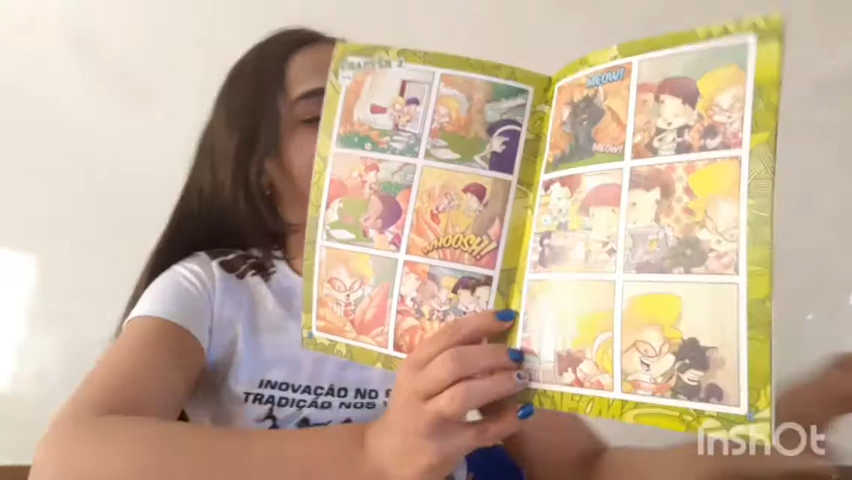 CHAPTER 2
MEOW!
MEOW!
WHOOSH!
INOVAÇÃO NO
TRADIÇÃO NOS
InshOt